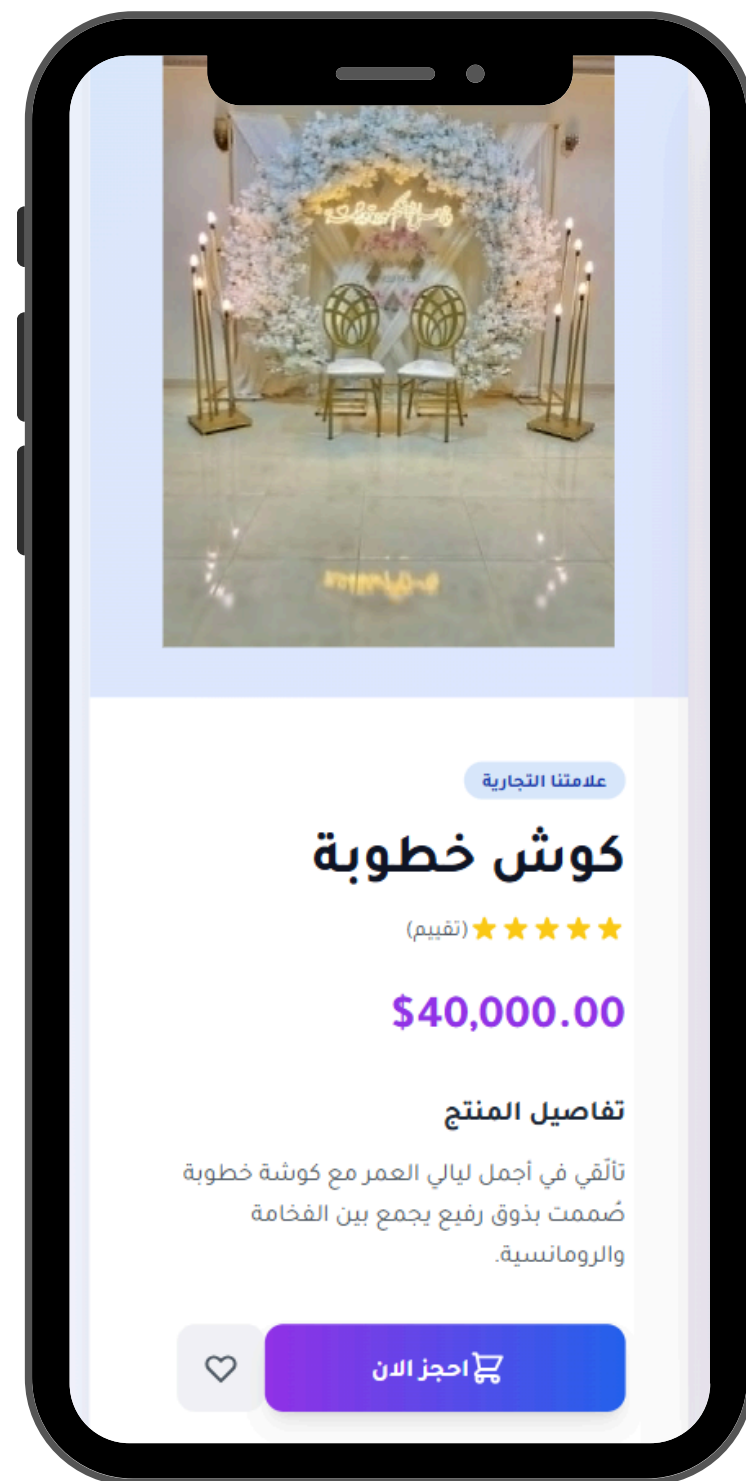 علامتنا التجارية
كوش خطوبة
(تقييم)
$40,000.00
تفاصيل المنتج
تألّقي في أجمل ليالي العمر مع كوشة خطوبة
صُممت بذوق رفيع يجمع بين الفخامة
والرومانسية.
احجز الان